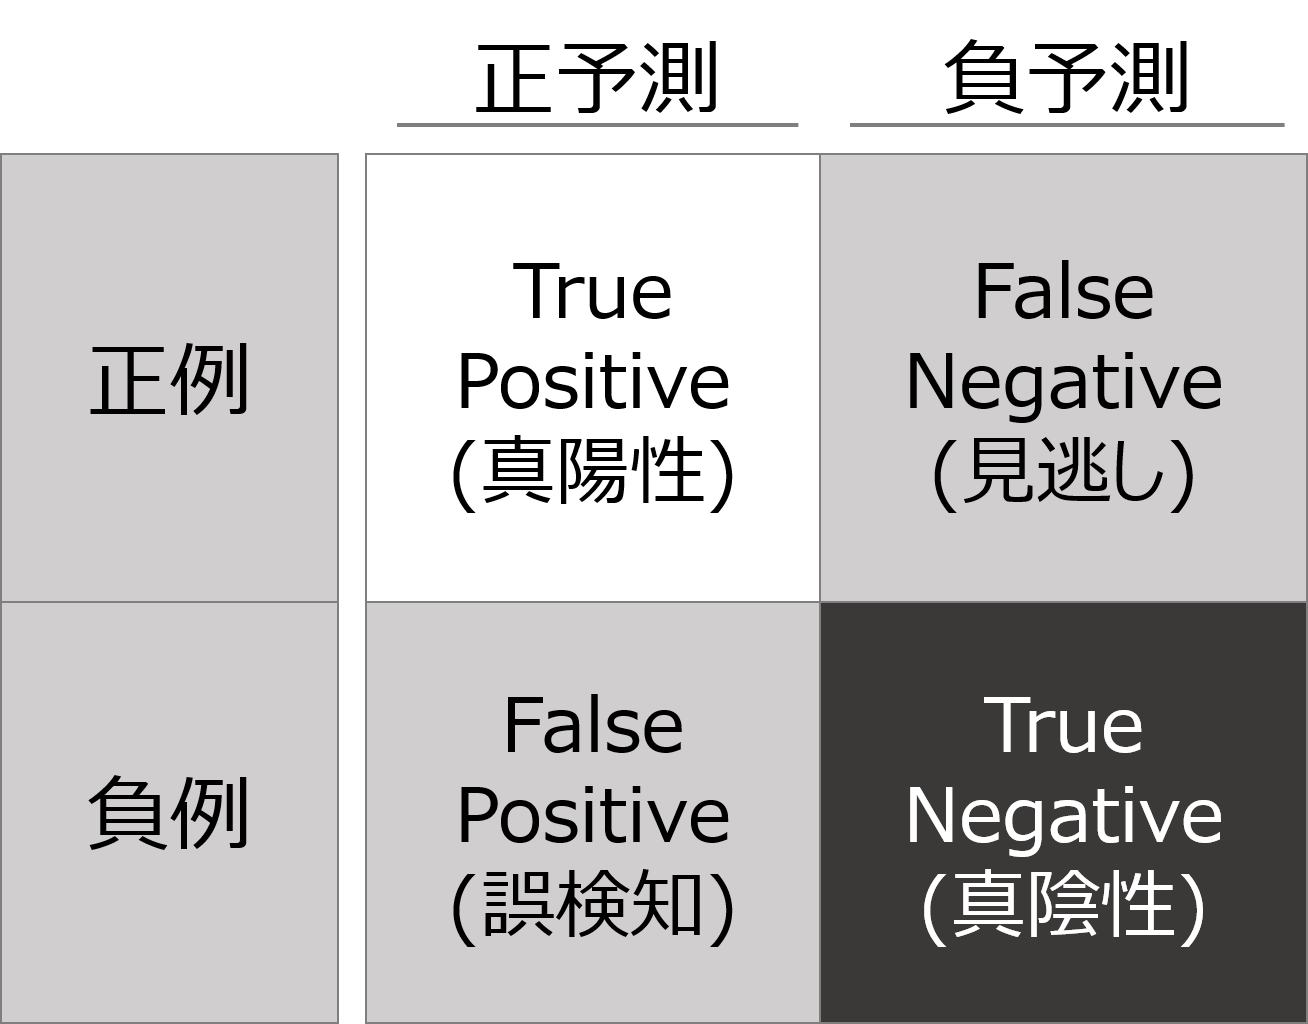 正予測
負予測
正例
True
Positive
(真陽性)
False
Negative
(見逃し)
負例
False
Positive
(誤検知)
True
Negative
(真陰性)